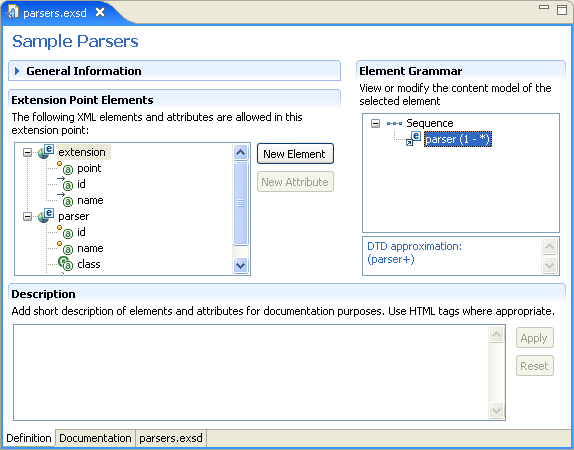 parsers.exsd
Sample Parsers
General Information
Extension Point Elements
The following XML elements and attributes are allowed in this
extension point:
extension
point
id
name
parser
id
name
class
New Element
New Attribute
Element Grammar
View or modify the content model of the
selected element
Sequence
parser (1 - *)
DTD approximation:
(parser+)
Description
Add short description of elements and attributes for documentation purposes. Use HTML tags where appropriate.
Apply
Reset
Definition Documentation parsers.exsd